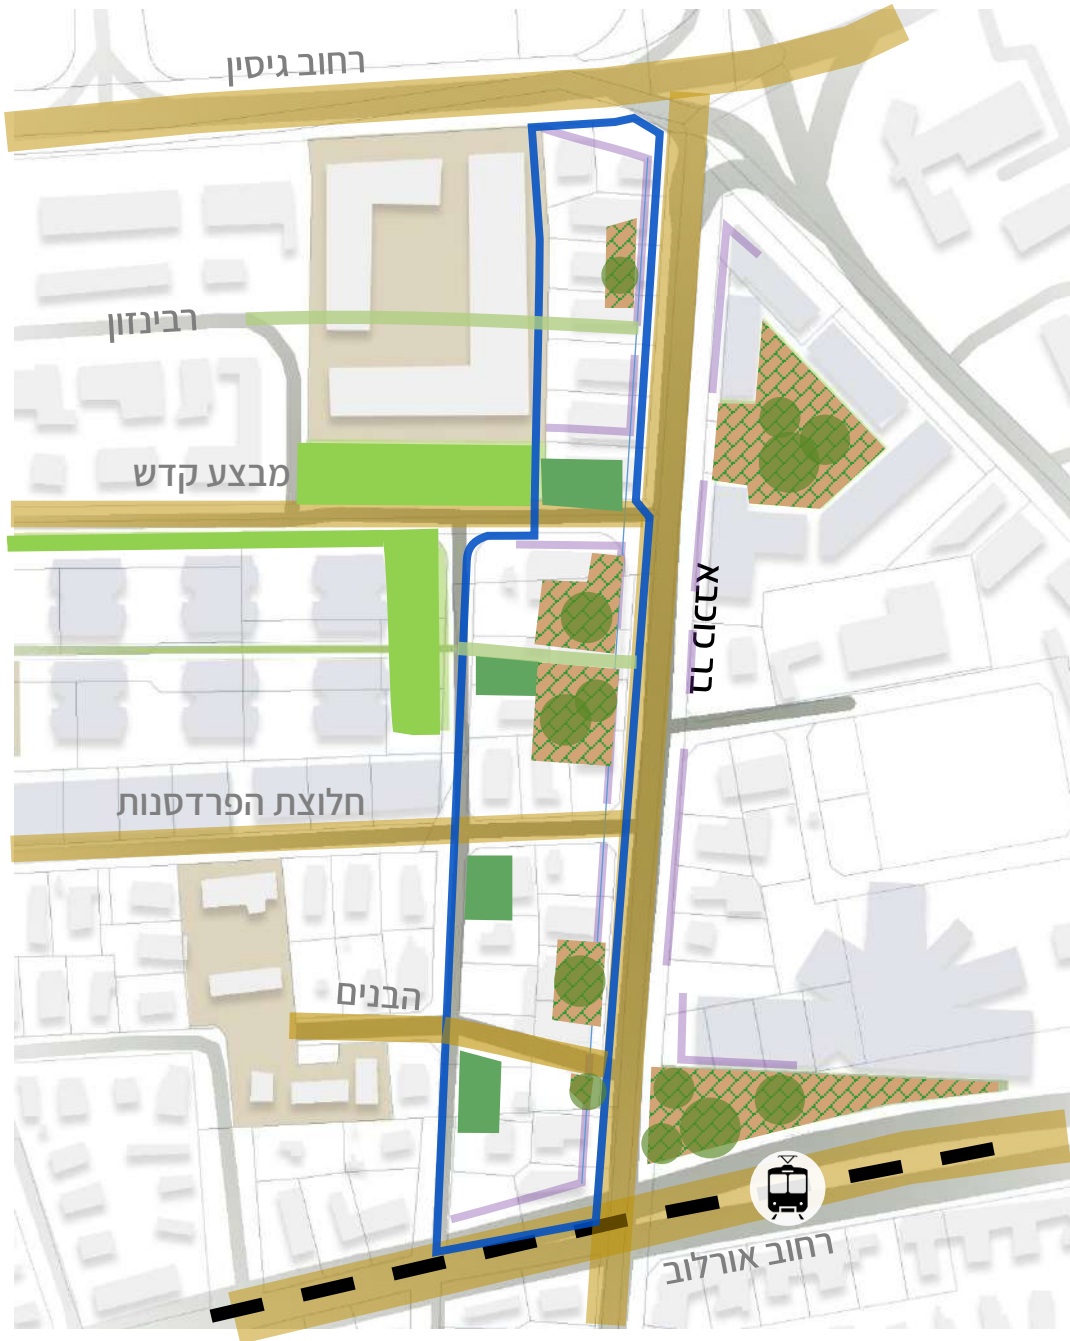 רחוב גיסין
רבינזון
מבצע קדש
בר כוכבא
חלוצת הפרדסנות
הבנים
רחוב אורלוב